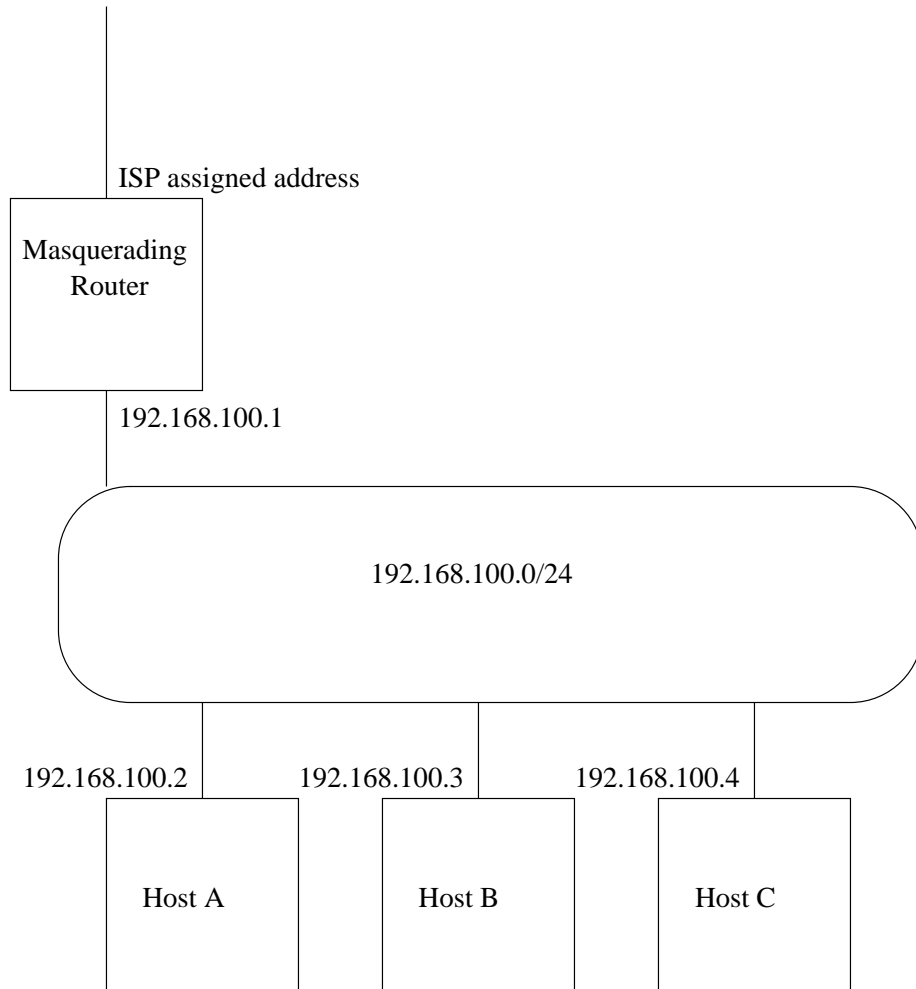 ISP assigned address
Masquerading
Router
192.168.100.1
192.168.100.0/24
192.168.100.2
192.168.100.3
192.168.100.4
Host A
Host B
Host C